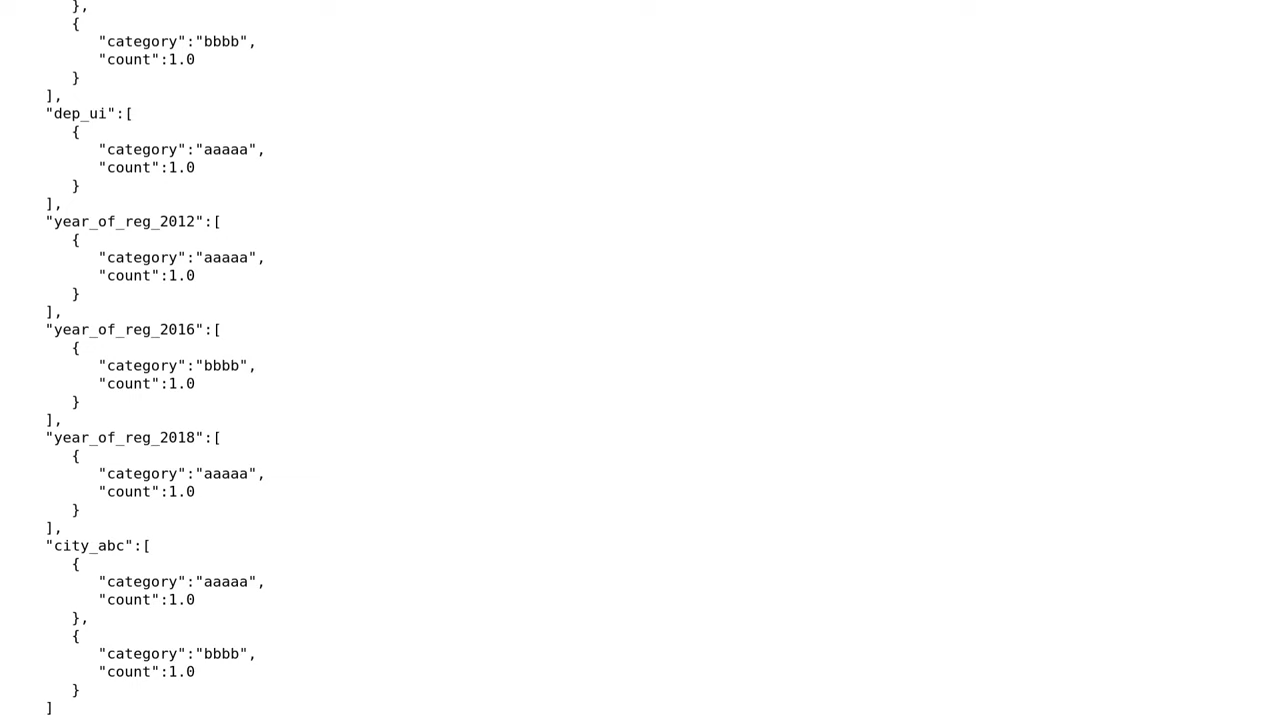 },
{
"category":"bbbb",
"count":1.0
}
],
"dep_ui":[
{
"category":"aaaaa",
"count":1.0
}
],
"year_of_reg_2012":[
{
"category":"aaaaa",
"count":1.0
}
],
"year_of_reg_2016":[
{
"category":"bbbb",
"count":1.0
}
],
"year_of_reg_2018":[
{
"category":"aaaaa",
"count":1.0
}
],
"city_abc":[
{
"category":"aaaaa",
"count":1.0
},
{
"category":"bbbb",
"count":1.0
}
]